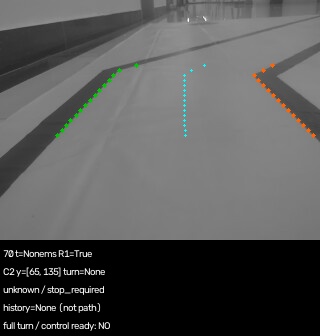 70 t=Nonems R1=True
C2 y=[65, 135] turn=None
unknown / stop_required
history=None (not path)
full turn / control ready: NO